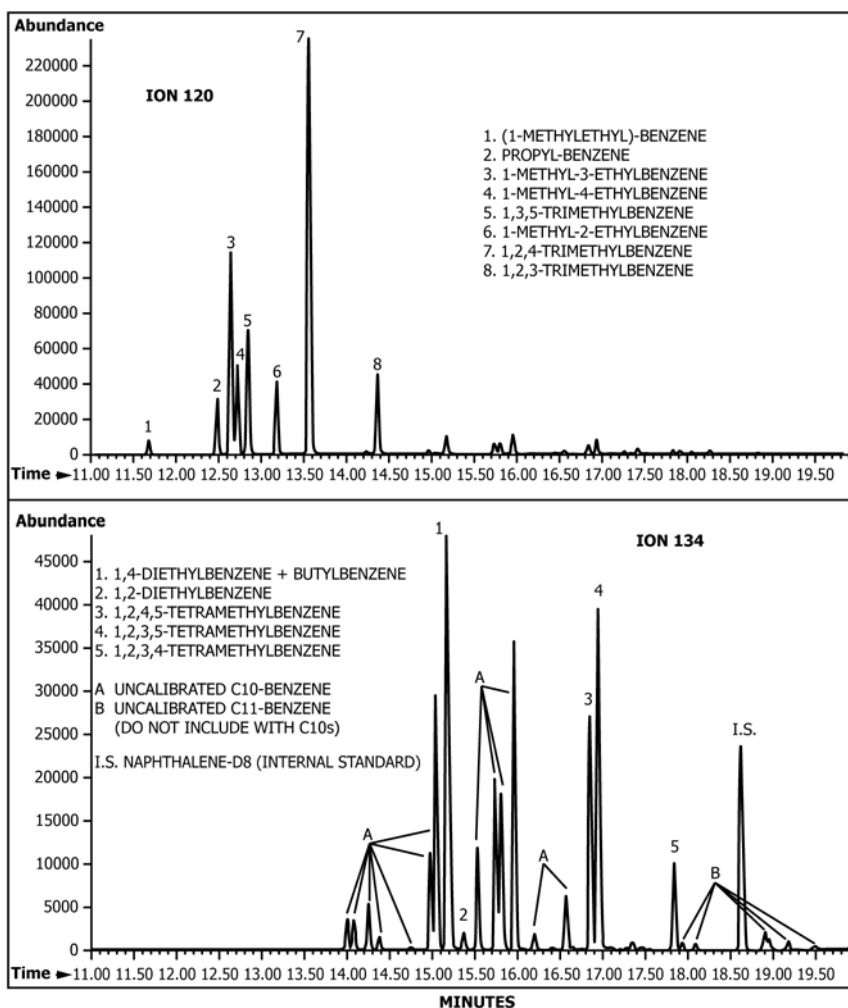 Abundance
ION 120
220000
200000
180000
160000
140000
120000
100000
80000
60000
40000
20000
0
1. (1-METHYLETHYL)-BENZENE
2. PROPYL-BENZENE
3. 1-METHYL-3-ETHYLBENZENE
4. 1-METHYL-4-ETHYLBENZENE
5. 1,3,5-TRIMETHYLBENZENE
6. 1-METHYL-2-ETHYLBENZENE
7. 1,2,4-TRIMETHYLBENZENE
8. 1,2,3-TRIMETHYLBENZENE
1
2
3
4
5
6
7
8
Time
11.00 11.50 12.00 12.50 13.00 13.50 14.00 14.50 15.00 15.50 16.00 16.50 17.00 17.50 18.00 18.50 19.00 19.50
Abundance
ION 134
45000
40000
35000
30000
25000
20000
15000
10000
5000
0
1. 1,4-DIETHYLBENZENE + BUTYLBENZENE
2. 1,2-DIETHYLBENZENE
3. 1,2,4,5-TETRAMETHYLBENZENE
4. 1,2,3,5-TETRAMETHYLBENZENE
5. 1,2,3,4-TETRAMETHYLBENZENE
A UNCALIBRATED C10-BENZENE
B UNCALIBRATED C11-BENZENE
(DO NOT INCLUDE WITH C10s)
I.S. NAPHTHALENE-D8 (INTERNAL STANDARD)
A
1
2
A
A
3
4
5
I.S.
B
Time
11.00 11.50 12.00 12.50 13.00 13.50 14.00 14.50 15.00 15.50 16.00 16.50 17.00 17.50 18.00 18.50 19.00 19.50
MINUTES